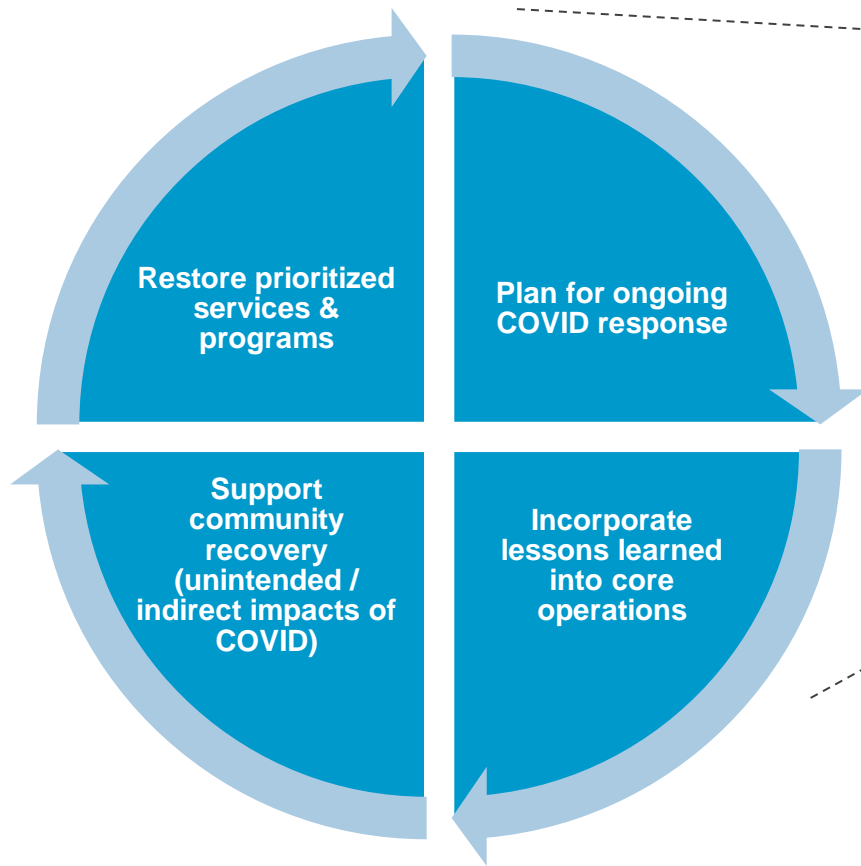 Restore prioritized
services &
programs
Plan for ongoing
COVID response
Support
community
recovery
(unintended /
indirect impacts of
COVID)
Incorporate
lessons learned
into core
operations